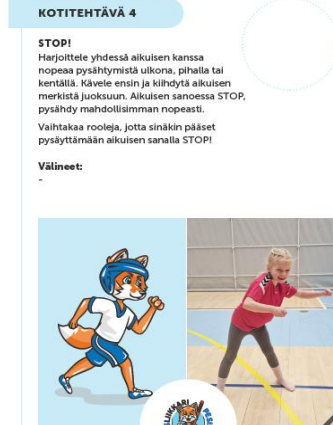 KOTITEHTÄVÄ 4
STOP!
Harjoittele yhdessä aikuisen kanssa
nopeaa pysähtymistä ulkona, pihalla tai
kentällä. Kävele ensin ja kiihdytä aikuisen
merkistä juoksuun. Aikuisen sanoessa STOP,
pysähdy mahdollisimman nopeasti.
Vaihtakaa rooleja, jotta sinäkin pääset
pysäyttämään aikuisen sanalla STOP!
Välineet:
-